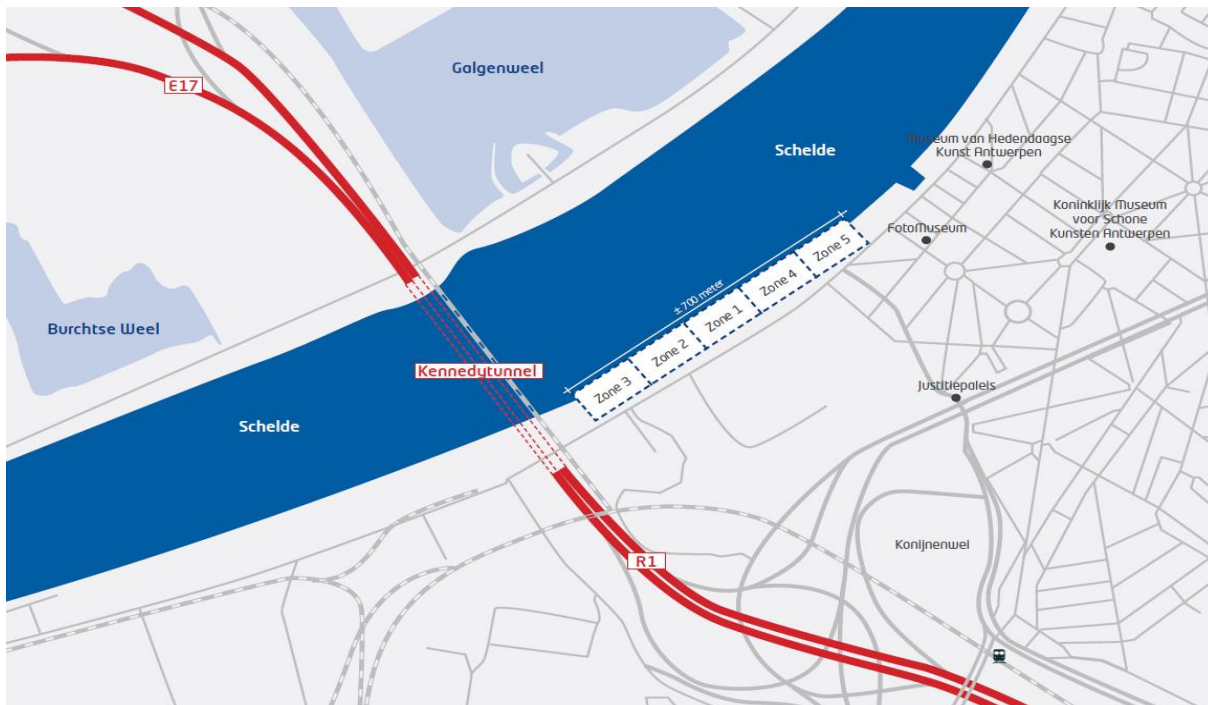 E17
Galgenweel
Schelde
Museum van Hedendaagse
Kunst Antwerpen
Koninklijk Museum
voor Schone
Kunsten Antwerpen
FotoMuseum
Zone 5
Zone 4
± 700 meter
Zone 1
Zone 2
Zone 3
Burchtse Weel
Kennedytunnel
Justitiepaleis
Schelde
Konijnenwei
R1